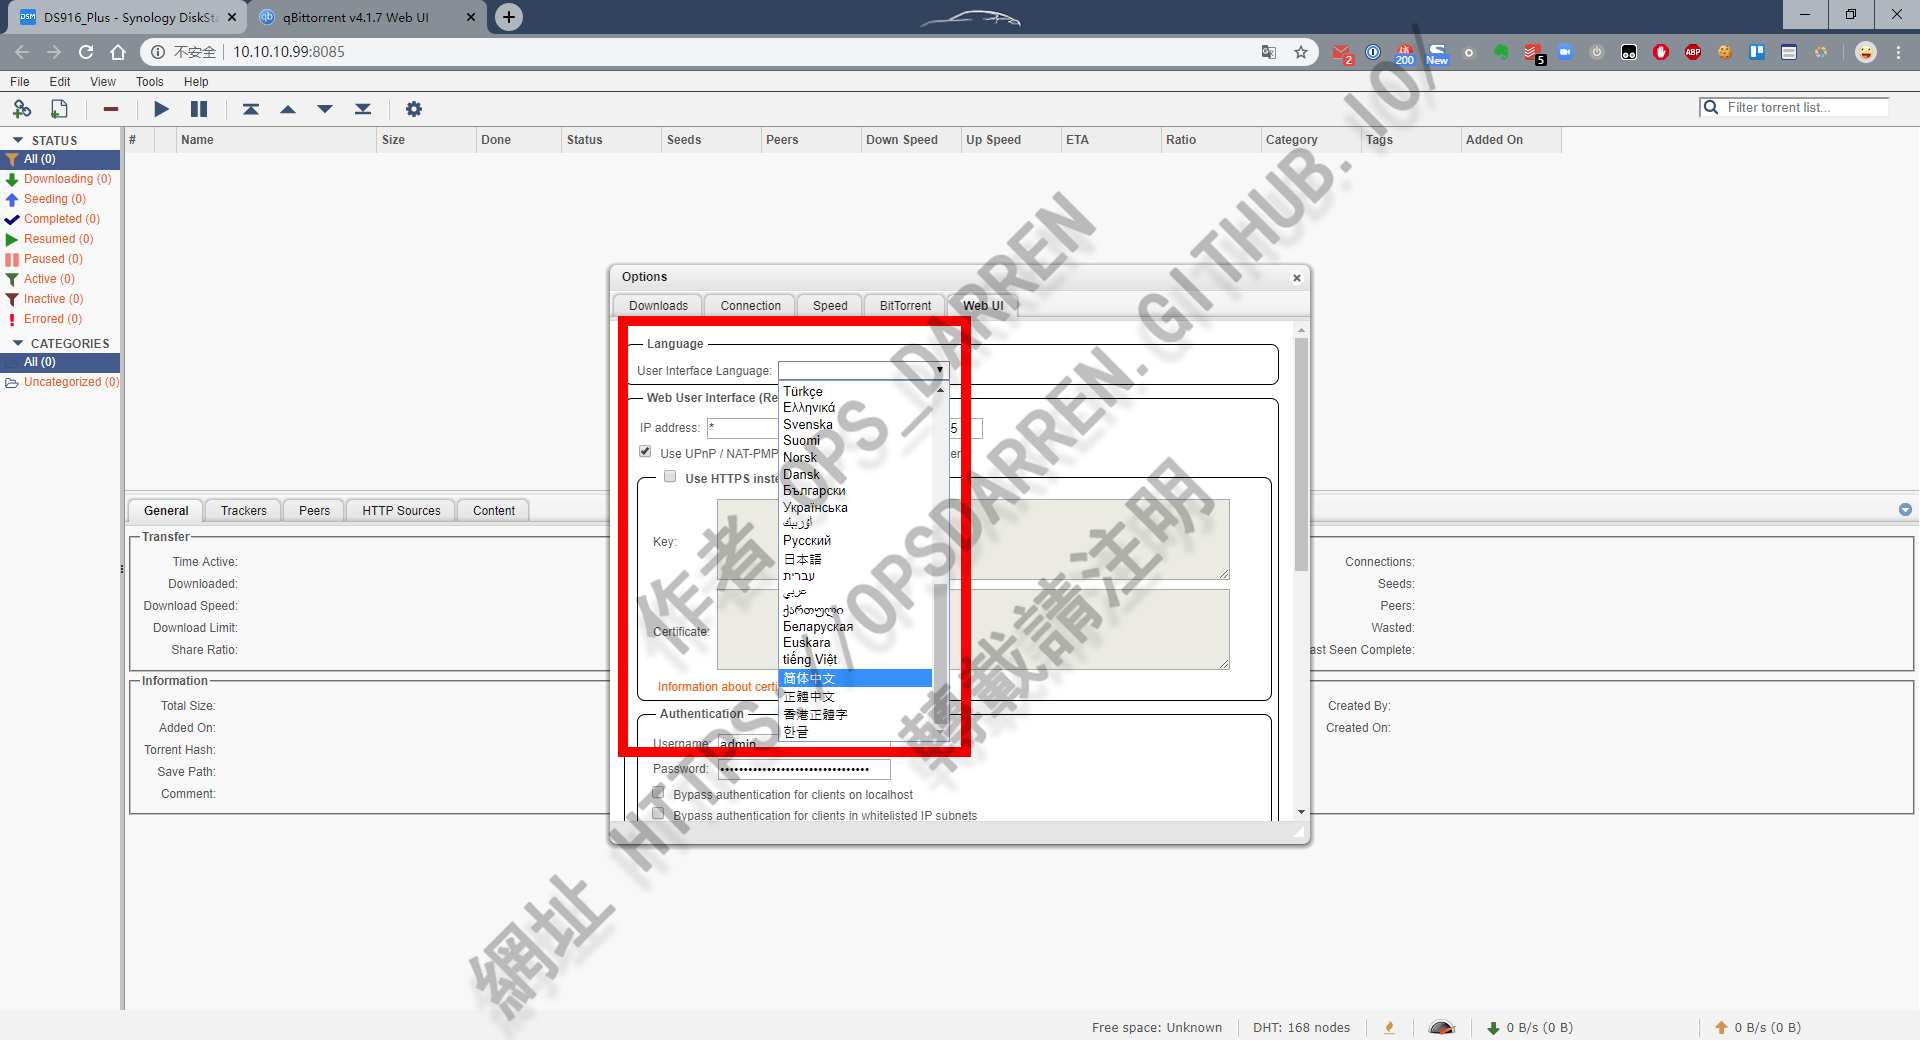 DS916_Plus - Synology DiskSta
qBittorrent v4.1.7 Web UI
不安全
10.10.10.99:8085
2
200
New
5
ABP
File Edit View Tools Help
Filter torrent list...
STATUS
All (0)
Downloading (0)
Seeding (0)
Completed (0)
Resumed (0)
Paused (0)
Active (0)
Inactive (0)
Errored (0)
CATEGORIES
All (0)
Uncategorized (0)
# Name Size Done Status Seeds Peers Down Speed Up Speed ETA Ratio Category Tags Added On
Options
Downloads Connection Speed BitTorrent Web UI
Language
User Interface Language:
Türkçe
Ελληνικά
Svenska
Suomi
Norsk
Dansk
Български
Українська
أۇزبېك
Русский
日本語
עברית
عربي
ქართული
Беларуская
Euskara
tiếng Việt
简体中文
正體中文
香港正體字
한글
Web User Interface (Re
IP address: * 5
Use UPnP / NAT-PMP er
Use HTTPS inste
Key:
Certificate:
Information about certi
Authentication
Username: admin
Password: ••••••••••••••••••••••••••••••••
Bypass authentication for clients on localhost
Bypass authentication for clients in whitelisted IP subnets
General Trackers Peers HTTP Sources Content
Transfer
Time Active:
Downloaded:
Download Speed:
Download Limit:
Share Ratio:
Connections:
Seeds:
Peers:
Wasted:
ast Seen Complete:
Information
Total Size:
Added On:
Torrent Hash:
Save Path:
Comment:
Created By:
Created On:
作者 OPS_DARREN
網址 HTTPS://OPSDARREN.GITHUB.IO/
轉載請注明
Free space: Unknown DHT: 168 nodes 0 B/s (0 B) 0 B/s (0 B)